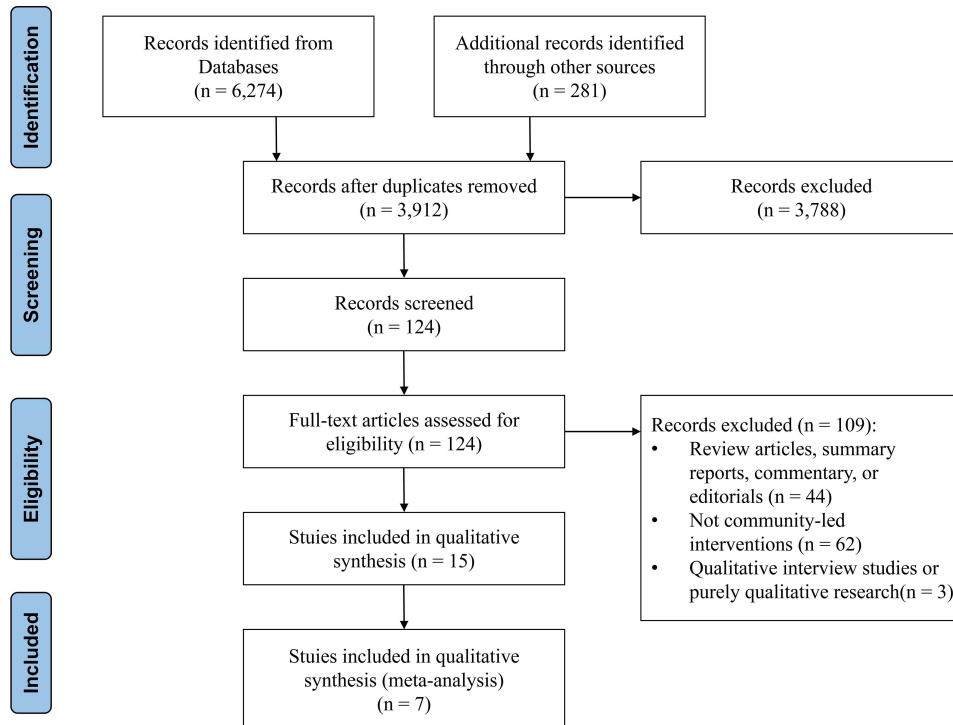 Identification
Records identified from
Databases
(n = 6,274)
Additional records identified
through other sources
(n = 281)
Records after duplicates removed
(n = 3,912)
Records excluded
(n = 3,788)
Screening
Records screened
(n = 124)
Eligibility
Full-text articles assessed for
eligibility (n = 124)
Records excluded (n = 109):
• Review articles, summary
reports, commentary, or
editorials (n = 44)
• Not community-led
interventions (n = 62)
• Qualitative interview studies or
purely qualitative research(n = 3)
Stuies included in qualitative
synthesis (n = 15)
Included
Stuies included in qualitative
synthesis (meta-analysis)
(n = 7)